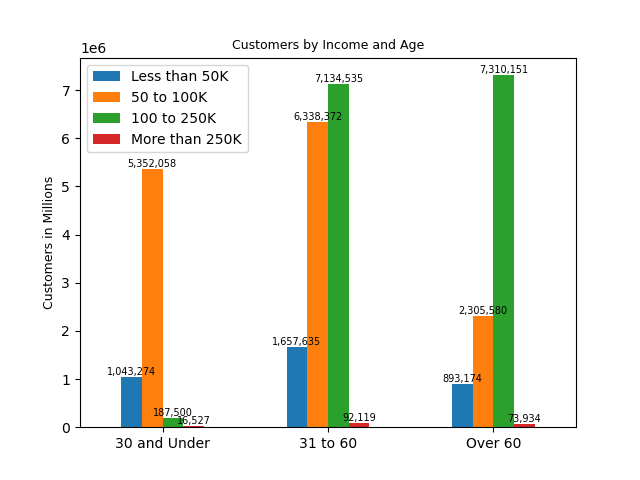 Customers by Income and Age
1e6
Less than 50K
50 to 100K
100 to 250K
More than 250K
Customers in Millions
7
6
5
4
3
2
1
0
1,043,274
5,352,058
187,500
16,527
1,657,635
6,338,372
7,134,535
92,119
893,174
2,305,580
7,310,151
73,934
30 and Under
31 to 60
Over 60